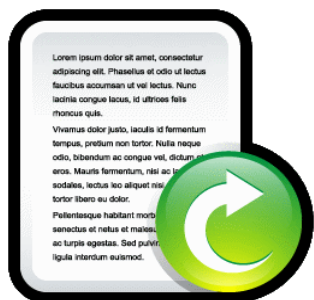 Lorem ipsum dolor sit amet, consectetur
adipiscing elit. Phasellus et odio ut lectus
faucibus accumsan ut vel lectus. Nunc
lacinia congue lacus, id ultrices felis
rhoncus quis.
Vivamus dolor justo, iaculis id fermentum
tempus, pretium non tortor. Nulla neque
odio, bibendum ac congue vel, dictum
eros. Mauris fermentum, nisi ac
sodales, lectus leo aliquet nisi
tortor libero eu dolor.
Pellentesque habitant
senectus et netus et
ac turpis egestas. Sed
ligula interdum euismod.